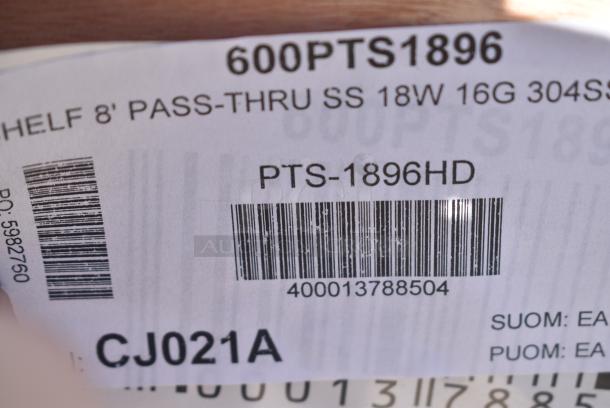 600PTS1896
HELF 8' PASS-THRU SS 18W 16G 304SS
PTS-1896HD
PO: 5982760
400013788504
SUOM: EA
CJ021A
PUOM: EA